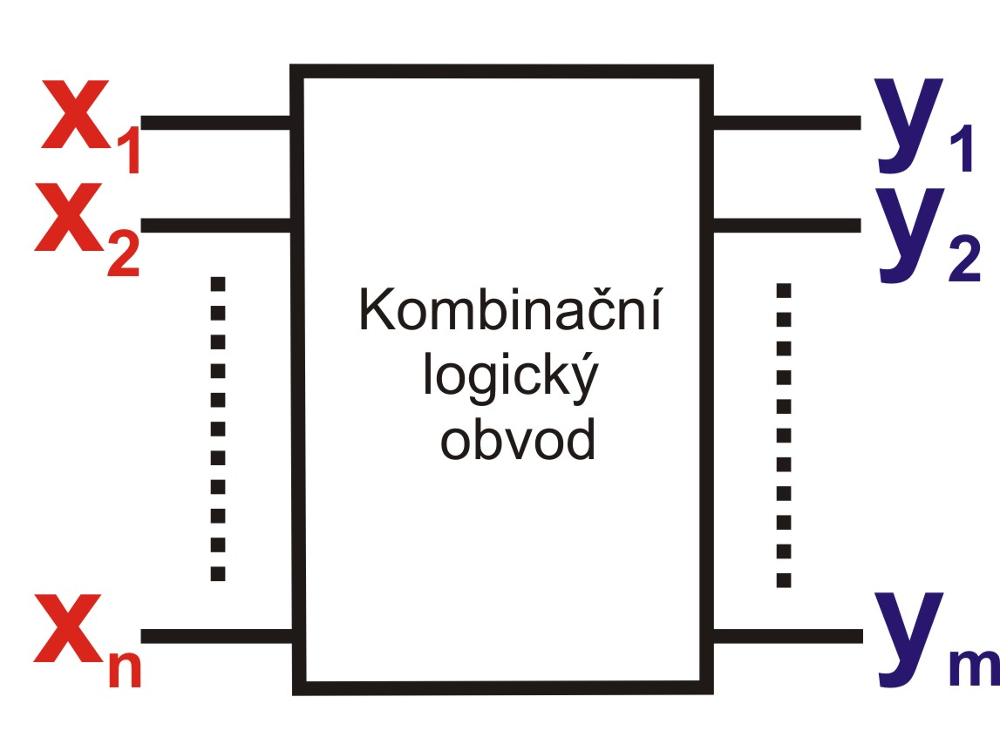 x1
x2
xn
Kombinační
logický
obvod
y1
y2
ym